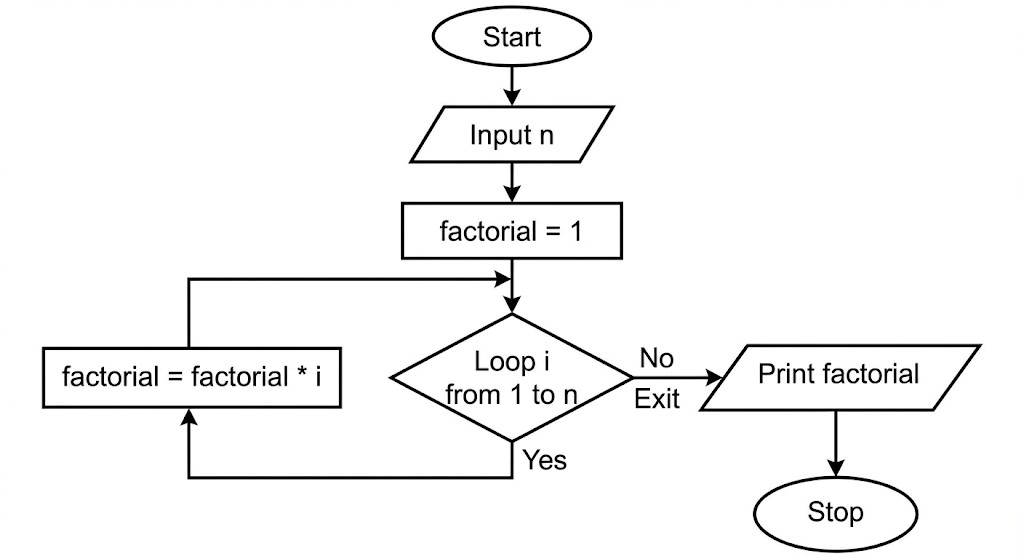 Start
Input n
factorial = 1
Loop i
from 1 to n
No
Exit
Print factorial
factorial = factorial * i
Yes
Stop